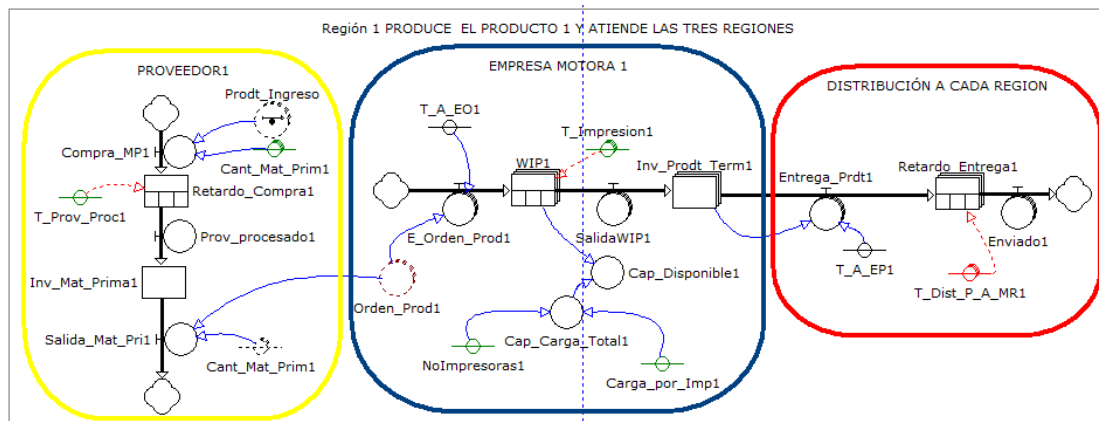 Región 1 PRODUCE EL PRODUCTO 1 Y ATIENDE LAS TRES REGIONES
PROVEEDOR1
Prodt_Ingreso
Compra_MP1
Cant_Mat_Prim1
Retardo_Compra1
T_Prov_Proc1
Prov_procesado1
Inv_Mat_Prima1
Salida_Mat_Pri1
Cant_Mat_Prim1
EMPRESA MOTORA 1
T_A_EO1
T_Impresion1
WIP1
Inv_Prodt_Term1
E_Orden_Prod1
SalidaWIP1
Orden_Prod1
Cap_Disponible1
Cap_Carga_Total1
NoImpresoras1
Carga_por_Imp1
DISTRIBUCIÓN A CADA REGION
Entrega_Prdt1
Retardo_Entrega1
Enviado1
T_A_EP1
T_Dist_P_A_MR1